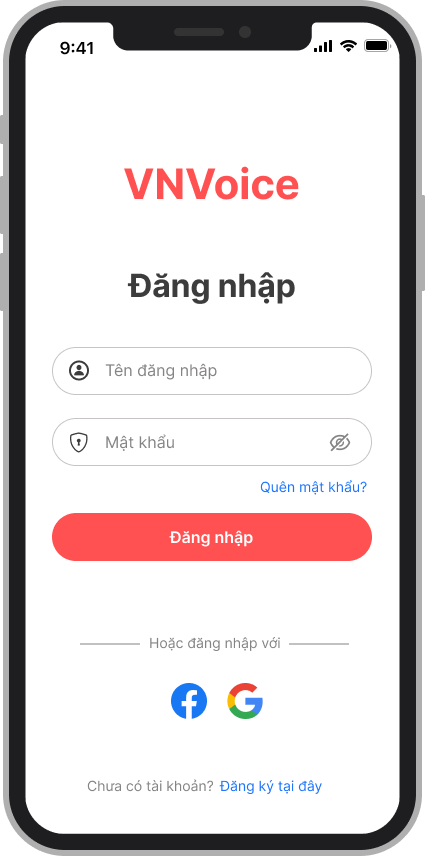 9:41
VNVoice
Đăng nhập
Tên đăng nhập
Mật khẩu
Quên mật khẩu?
Đăng nhập
Hoặc đăng nhập với
Chưa có tài khoản? Đăng ký tại đây